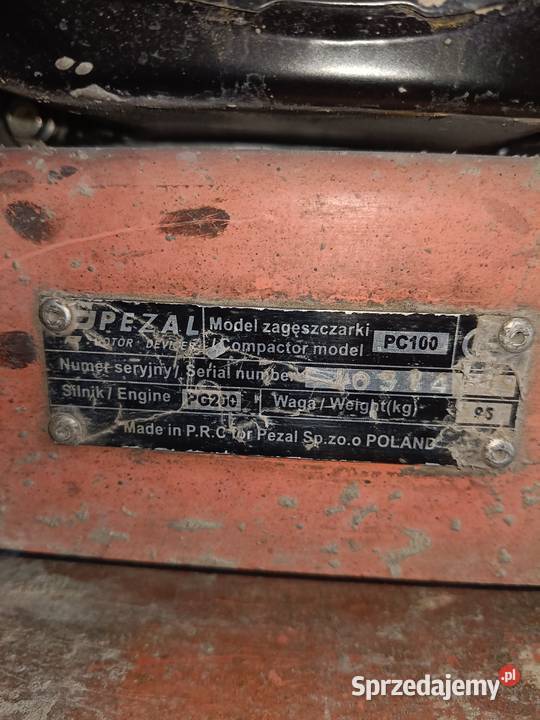 PEZAL
MOTOR DEVICES
Model zagęszczarki
Compactor model
PC100
Numer seryjny / Serial number
Silnik / Engine PG200 Waga / Weight(kg) 95
Made in P.R.C for Pezal Sp.zo.o POLAND
Sprzedajemy.pl